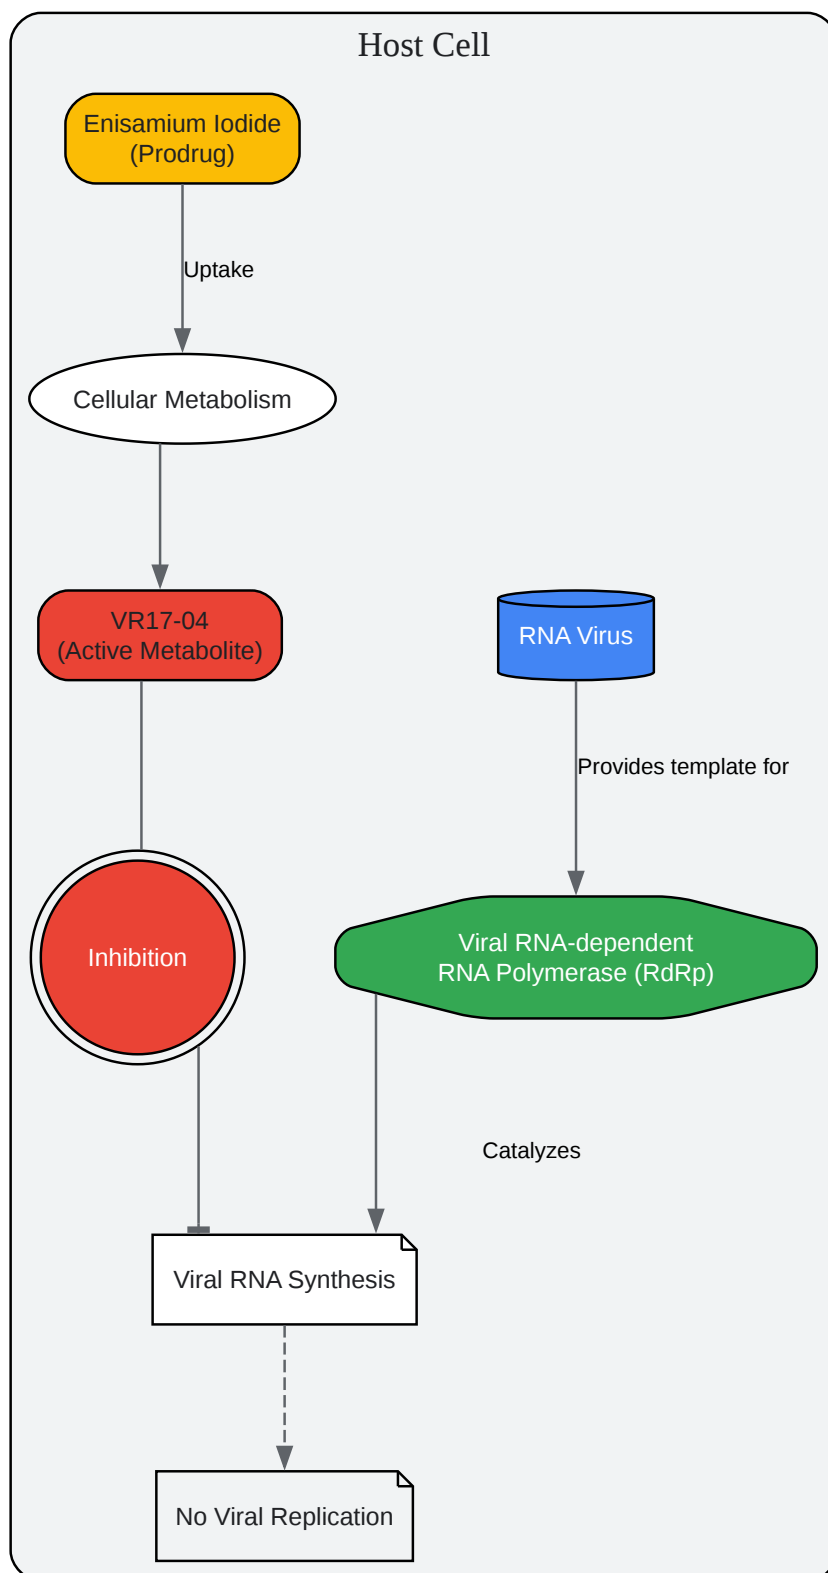 Host Cell
Enisamium Iodide
(Prodrug)
Uptake
Cellular Metabolism
VR17-04
(Active Metabolite)
RNA Virus
Provides template for
Inhibition
Viral RNA-dependent
RNA Polymerase (RdRp)
Catalyzes
Viral RNA Synthesis
No Viral Replication